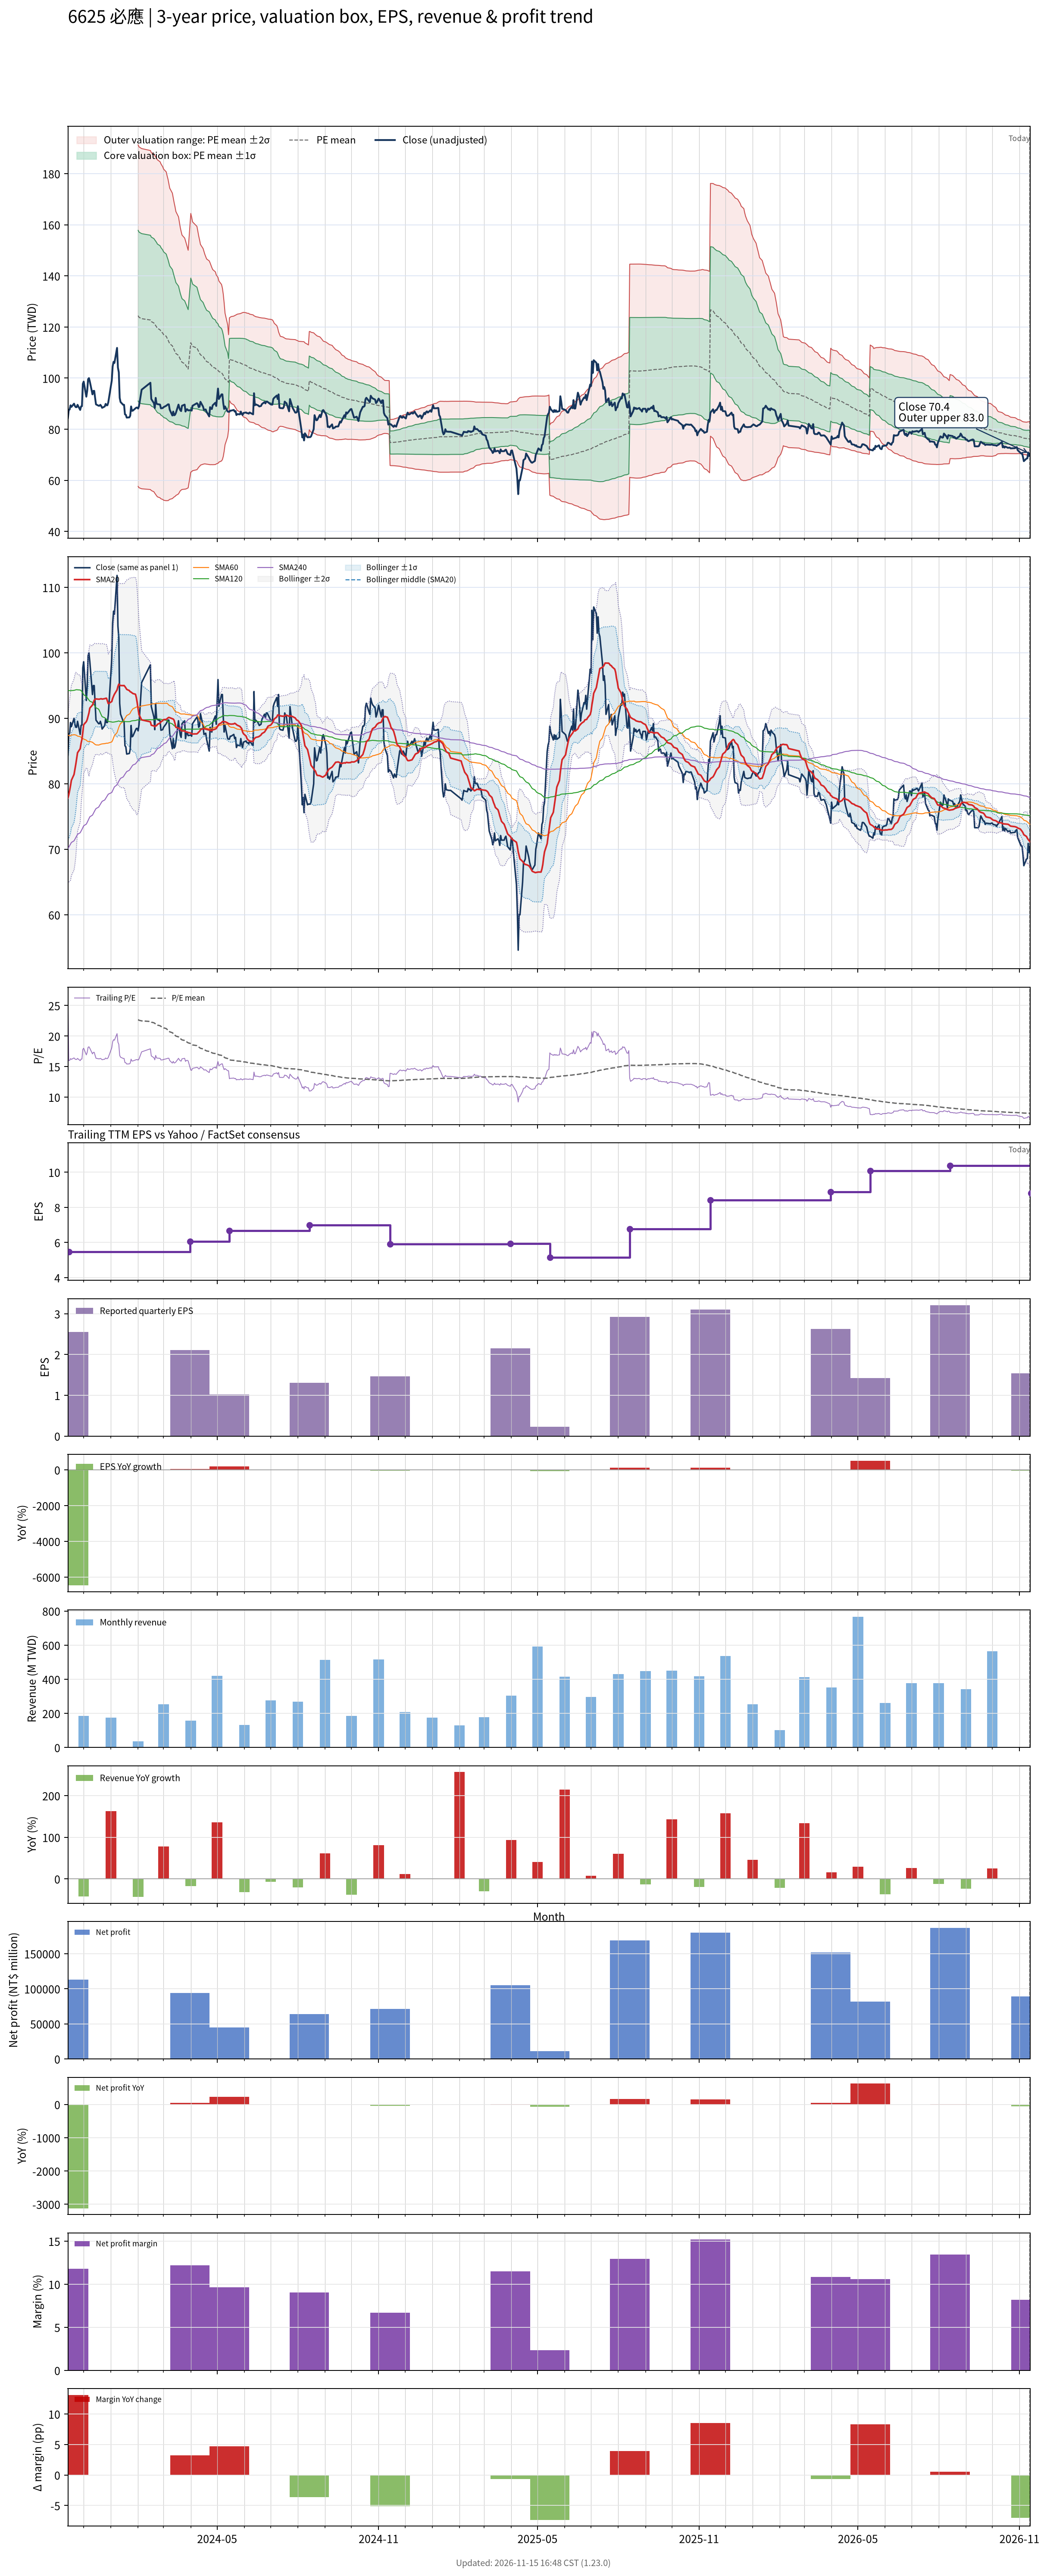 6625 必應 | 3-year price, valuation box, EPS, revenue & profit trend
Outer valuation range: PE mean ±2σ
PE mean
Close (unadjusted)
Core valuation box: PE mean ±1σ
Today
180
160
140
120
100
80
60
40
Price (TWD)
Close 70.4
Outer upper 83.0
Close (same as panel 1)
SMA20
SMA60
SMA120
SMA240
Bollinger ±2σ
Bollinger ±1σ
Bollinger middle (SMA20)
110
100
90
80
70
60
Price
Trailing P/E
P/E mean
25
20
15
10
P/E
Trailing TTM EPS vs Yahoo / FactSet consensus
Today
10
8
6
4
EPS
Reported quarterly EPS
3
2
1
0
EPS
EPS YoY growth
0
-2000
-4000
-6000
YoY (%)
Monthly revenue
800
600
400
200
0
Revenue (M TWD)
Revenue YoY growth
200
100
0
YoY (%)
Month
Net profit
150000
100000
50000
0
Net profit (NT$ million)
Net profit YoY
0
-1000
-2000
-3000
YoY (%)
Net profit margin
15
10
5
0
Margin (%)
Margin YoY change
10
5
0
-5
Δ margin (pp)
2024-05
2024-11
2025-05
2025-11
2026-05
2026-11
Updated: 2026-11-15 16:48 CST (1.23.0)